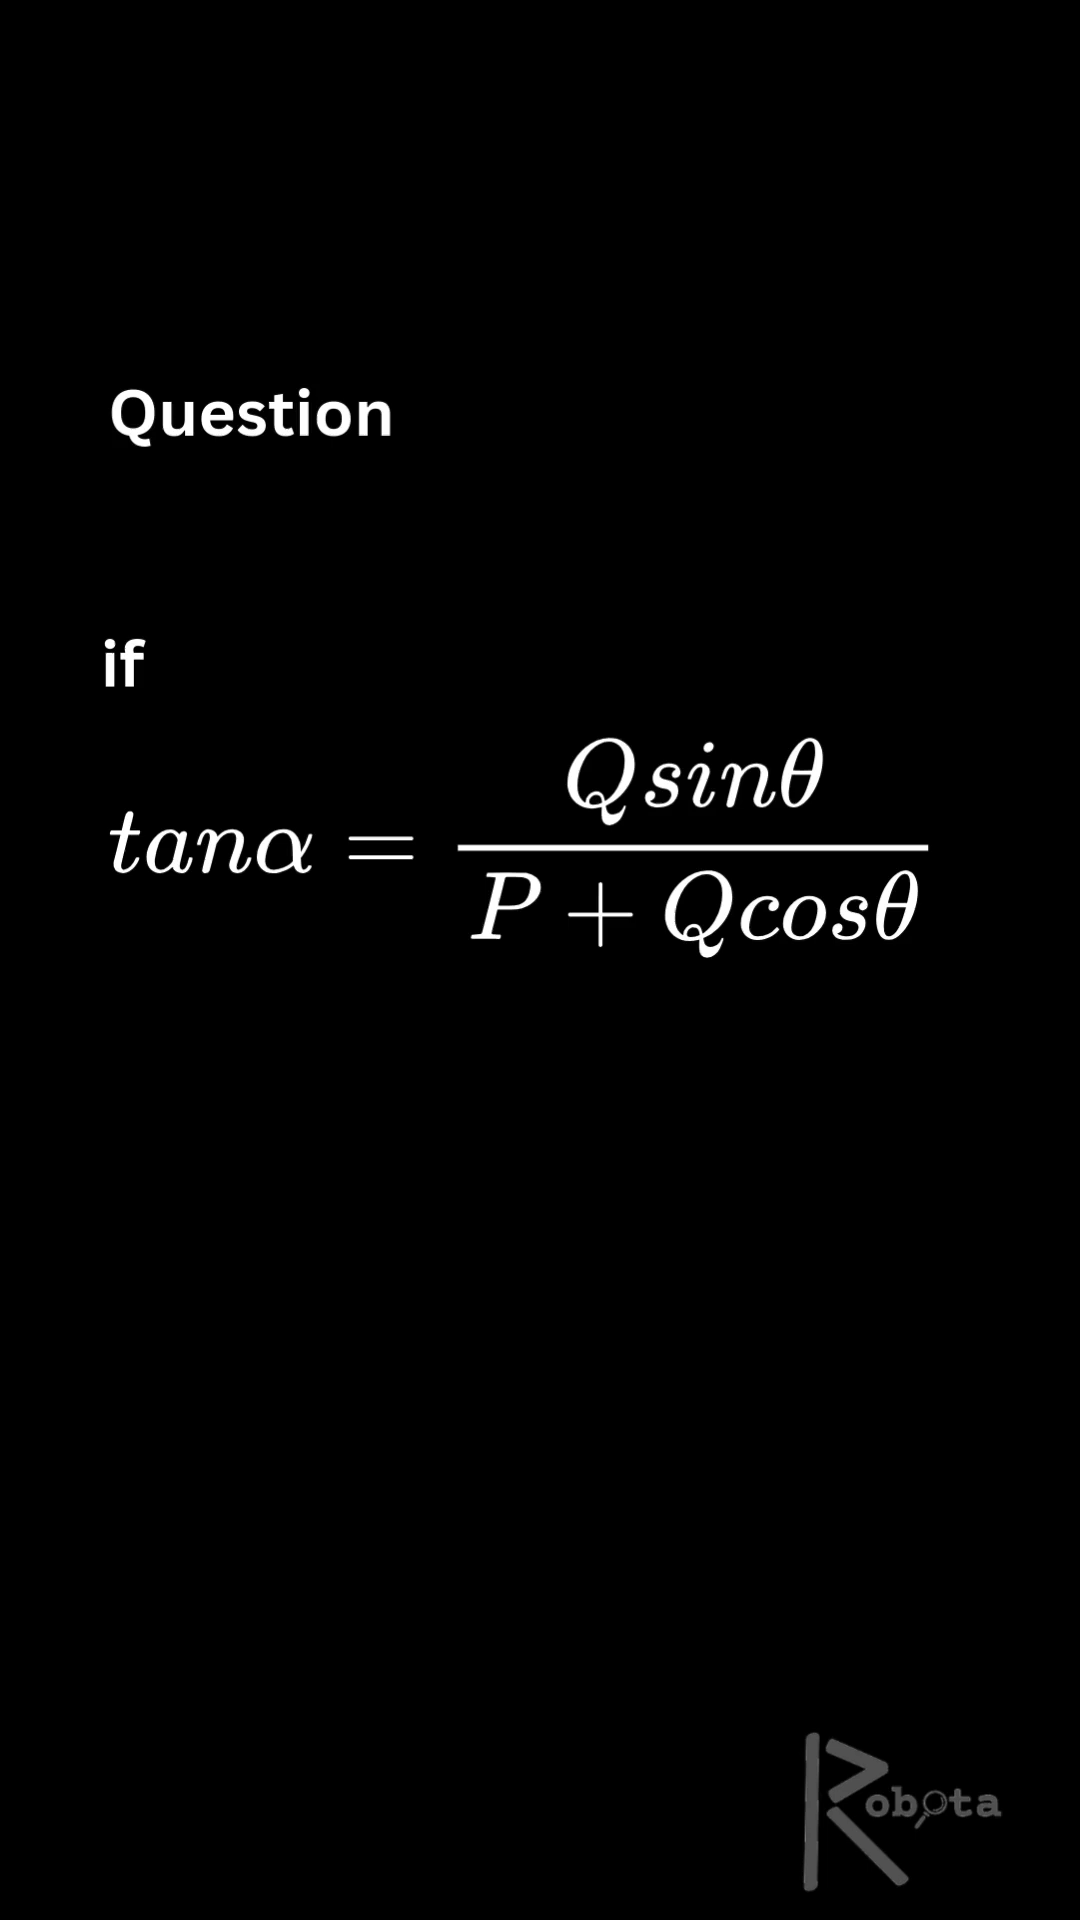 Question
if
tanα = Qsinθ / P + Qcosθ
Robota